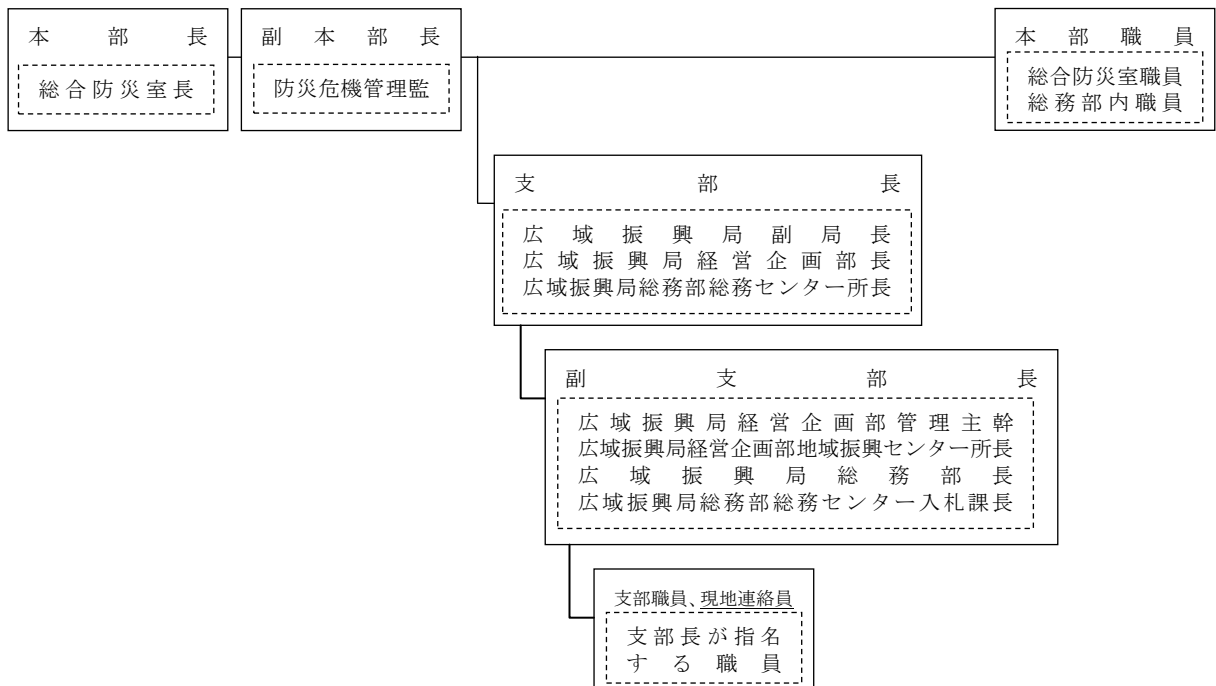 本部長
総合防災室長
副本部長
防災危機管理監
本部職員
総合防災室職員
総務部内職員
支部長
広域振興局副局長
広域振興局経営企画部長
広域振興局総務部総務センター所長
副支部長
広域振興局経営企画部管理主幹
広域振興局経営企画部地域振興センター所長
広域振興局総務部長
広域振興局総務部総務センター入札課長
支部職員、現地連絡員
支部長が指名
する職員